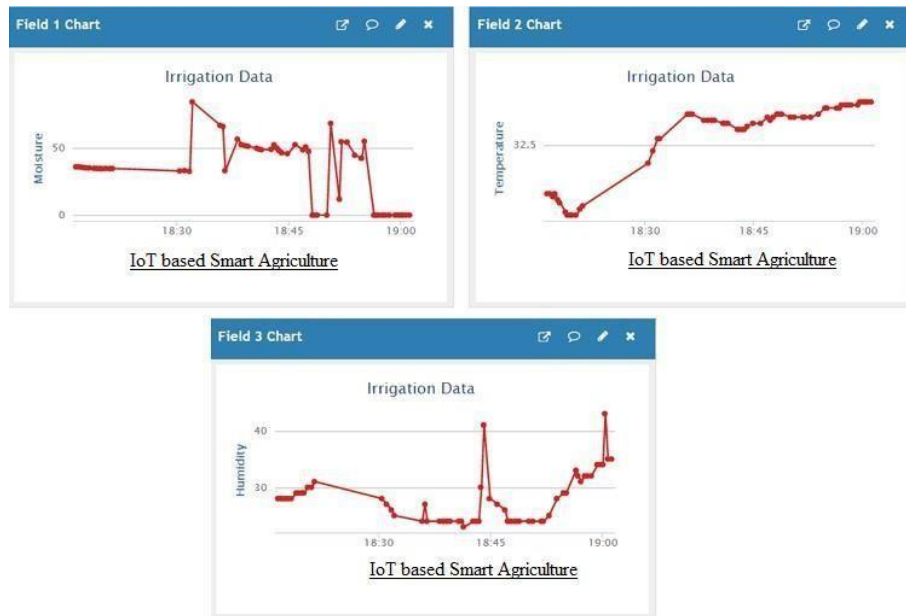 Field 1 Chart
Irrigation Data
Moisture
50
0
18:30
18:45
19:00
IoT based Smart Agriculture
Field 2 Chart
Irrigation Data
Temperature
32.5
18:30
18:45
19:00
IoT based Smart Agriculture
Field 3 Chart
Irrigation Data
Humidity
40
30
18:30
18:45
19:00
IoT based Smart Agriculture